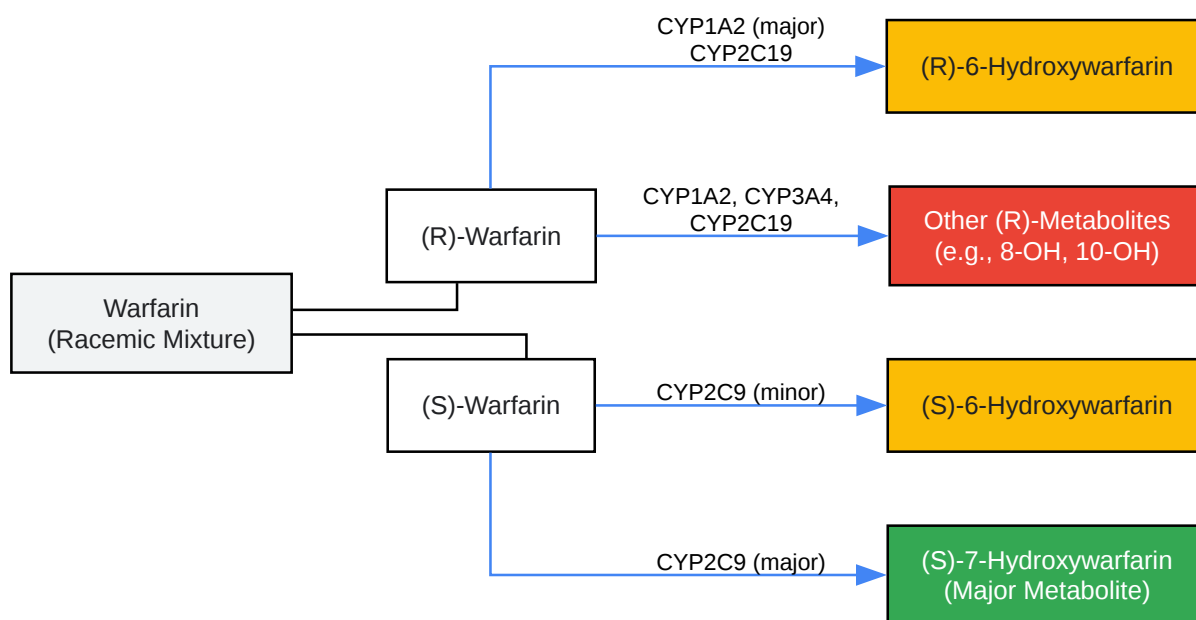 CYP1A2 (major)
CYP2C19
(R)-6-Hydroxywarfarin
CYP1A2, CYP3A4,
CYP2C19
(R)-Warfarin
Other (R)-Metabolites
(e.g., 8-OH, 10-OH)
Warfarin
(Racemic Mixture)
(S)-Warfarin
CYP2C9 (minor)
(S)-6-Hydroxywarfarin
CYP2C9 (major)
(S)-7-Hydroxywarfarin
(Major Metabolite)